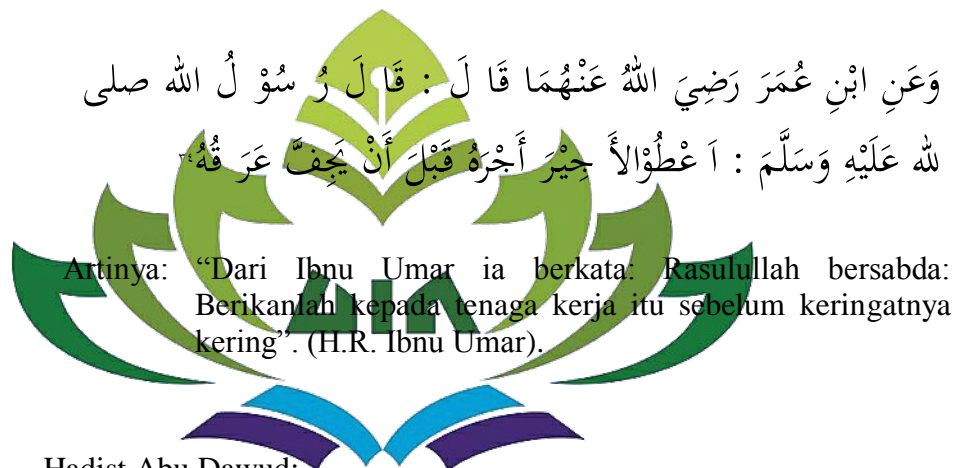 وَعَنِ ابْنِ عُمَرَ رَضِيَ اللهُ عَنْهُمَا قَا لَ : قَا لَ رُ سُوْ لُ الله صلى
لله عَلَيْهِ وَسَلَّمَ : اَ عْطُوْالأَ جِيْرَ أَجْرَهُ قَبْلَ أَنْ يَجِفَّ عَرَ قُهُ
Artinya: “Dari Ibnu Umar ia berkata: Rasulullah bersabda:
Berikanlah kepada tenaga kerja itu sebelum keringatnya
kering”. (H.R. Ibnu Umar).
Hadist Abu Dawud: